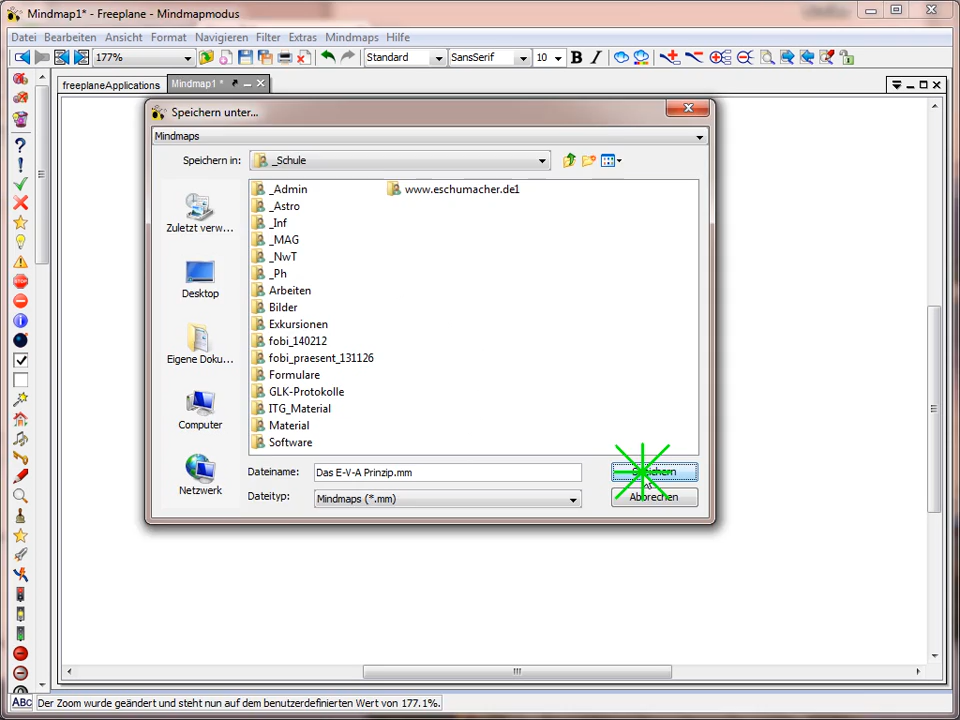 Mindmap1* - Freeplane - Mindmapmodus
Datei Bearbeiten Ansicht Format Navigieren Filter Extras Mindmaps Hilfe
177% Standard SansSerif 10 B I
freeplaneApplications Mindmap1 *
Speichern unter...
Mindmaps
Speichern in: _Schule
_Admin
_Astro
_Inf
_MAG
_NwT
_Ph
Arbeiten
Bilder
Exkursionen
fobi_140212
fobi_praesent_131126
Formulare
GLK-Protokolle
ITG_Material
Material
Software
www.eschumacher.de1
Zuletzt verw...
Desktop
Eigene Doku...
Computer
Netzwerk
Dateiname: Das E-V-A Prinzip.mm
Speichern
Dateityp: Mindmaps (*.mm)
Abbrechen
ABC Der Zoom wurde geändert und steht nun auf dem benutzerdefinierten Wert von 177.1%.